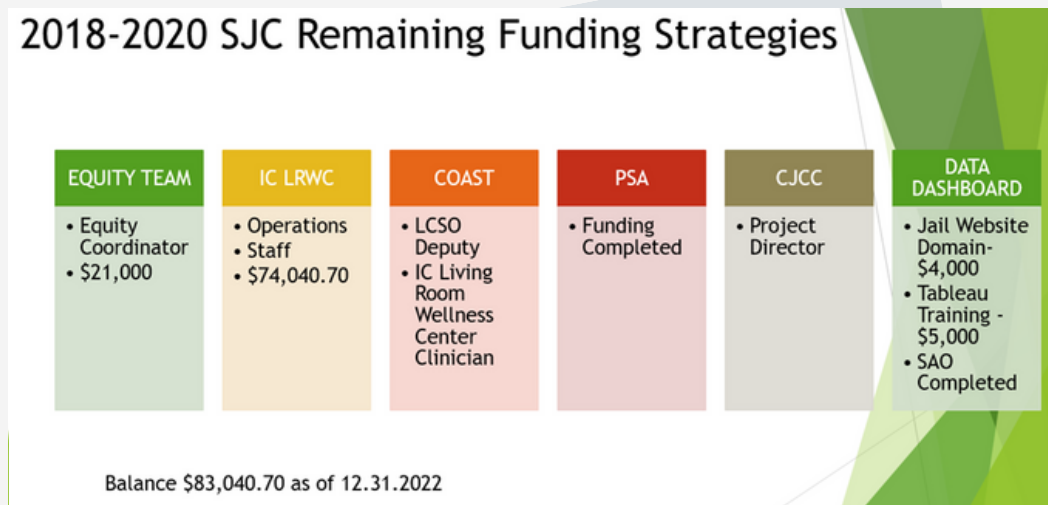 2018-2020 SJC Remaining Funding Strategies
EQUITY TEAM
• Equity
Coordinator
• $21,000
IC LRWC
• Operations
• Staff
• $74,040.70
COAST
• LCSO
Deputy
• IC Living
Room
Wellness
Center
Clinician
PSA
• Funding
Completed
CJCC
• Project
Director
DATA
DASHBOARD
• Jail Website
Domain-
$4,000
• Tableau
Training -
$5,000
• SAO
Completed
Balance $83,040.70 as of 12.31.2022